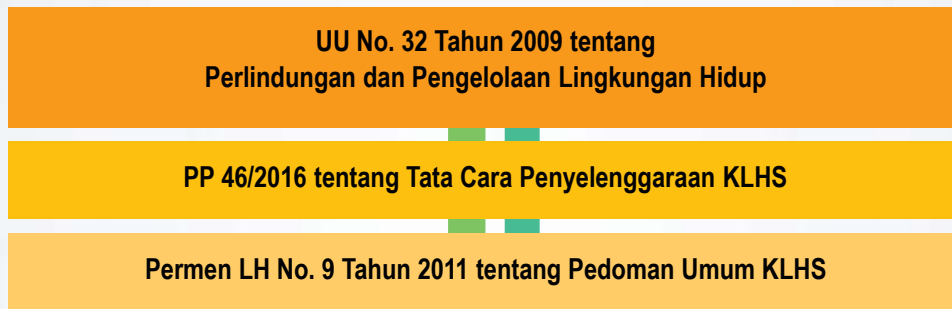 UU No. 32 Tahun 2009 tentang
Perlindungan dan Pengelolaan Lingkungan Hidup
PP 46/2016 tentang Tata Cara Penyelenggaraan KLHS
Permen LH No. 9 Tahun 2011 tentang Pedoman Umum KLHS